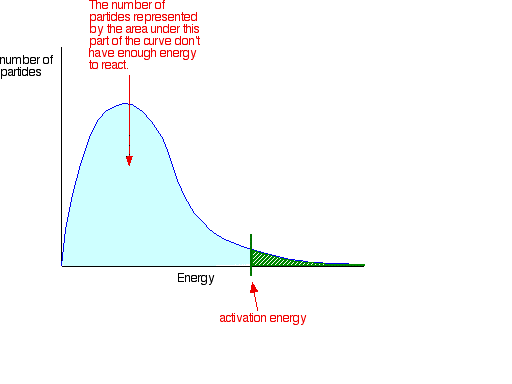 The number of
particles represented
by the area under this
part of the curve don't
have enough energy
to react.
number of
particles
Energy
activation energy